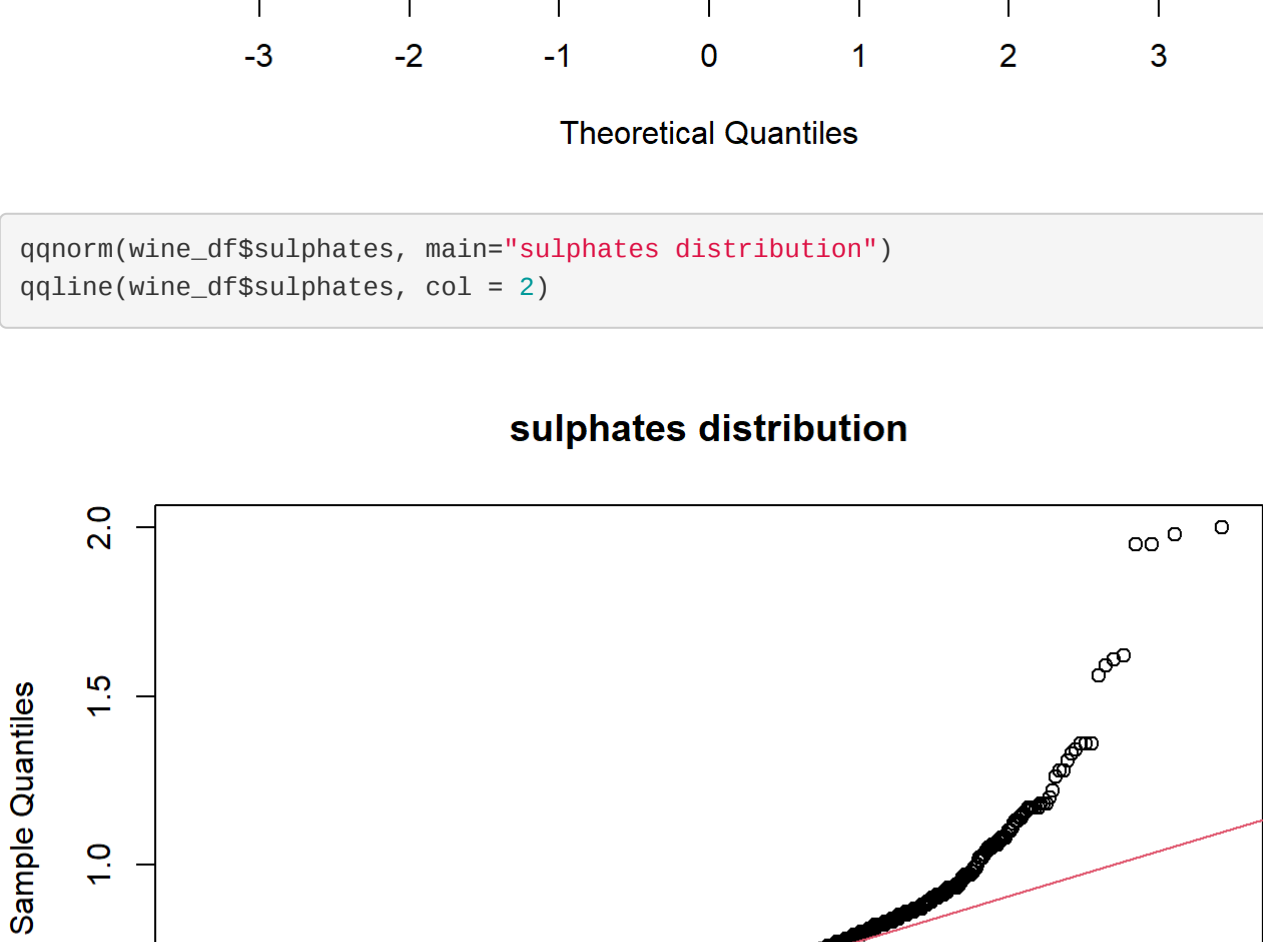 -3 -2 -1 0 1 2 3
Theoretical Quantiles
qqnorm(wine_df$sulphates, main="sulphates distribution")
qqline(wine_df$sulphates, col = 2)
sulphates distribution
2.0
1.5
1.0
Sample Quantiles